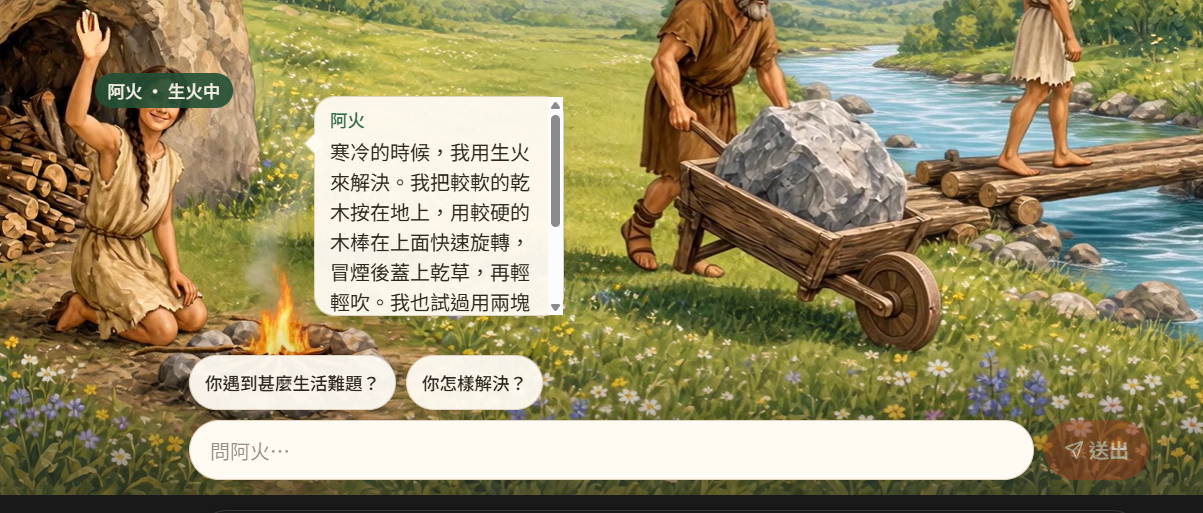 阿火 · 生火中
阿火
寒冷的時候，我用生火
來解決。我把較軟的乾
木按在地上，用較硬的
木棒在上面快速旋轉，
冒煙後蓋上乾草，再輕
輕吹。我也試過用兩塊
你遇到甚麼生活難題？
你怎樣解決？
問阿火⋯
送出